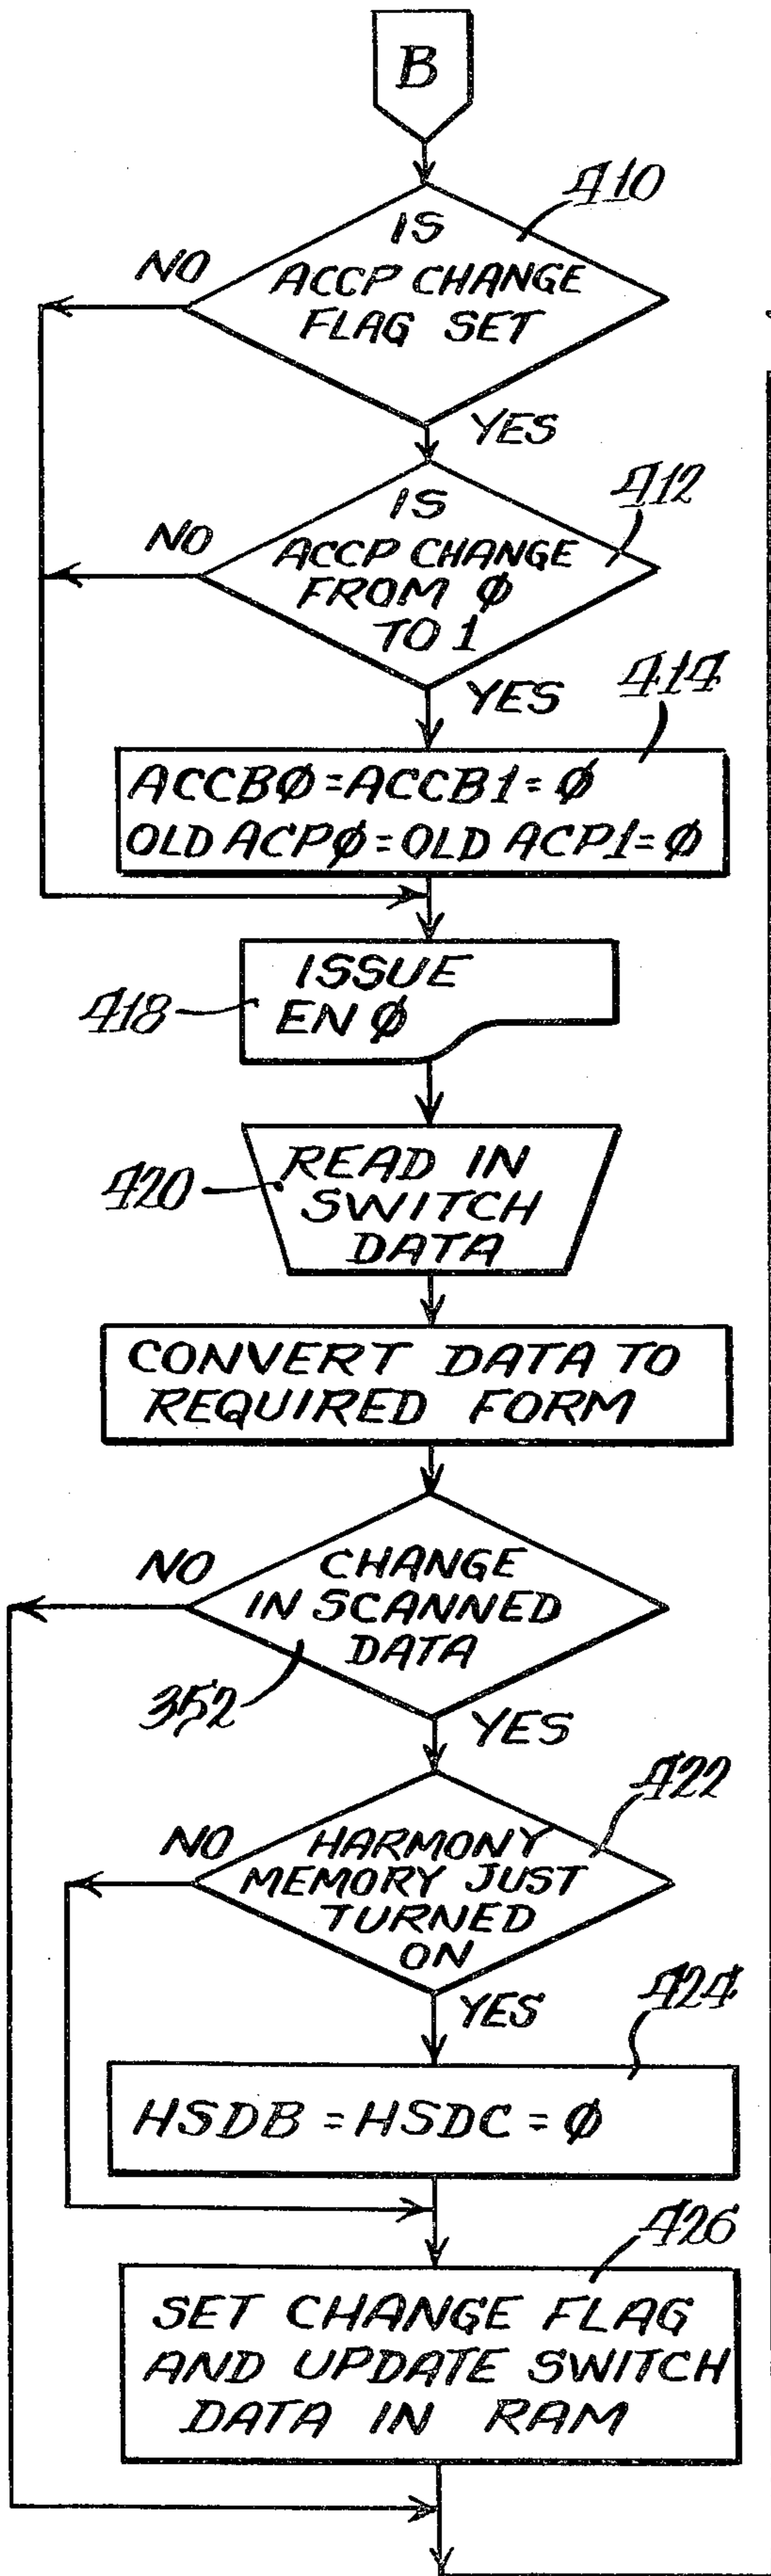 B
410
IS
ACCP CHANGE
FLAG SET
NO
YES
412
IS
ACCP CHANGE
FROM Ø
TO 1
NO
YES
414
ACCBØ=ACCB1=Ø
OLD ACPØ=OLD ACP1=Ø
ISSUE
EN Ø
418
READ IN
SWITCH
DATA
420
CONVERT DATA TO
REQUIRED FORM
CHANGE
IN SCANNED
DATA
NO
352
YES
422
HARMONY
MEMORY JUST
TURNED
ON
NO
YES
424
HSDB = HSDC = Ø
426
SET CHANGE FLAG
AND UPDATE SWITCH
DATA IN RAM